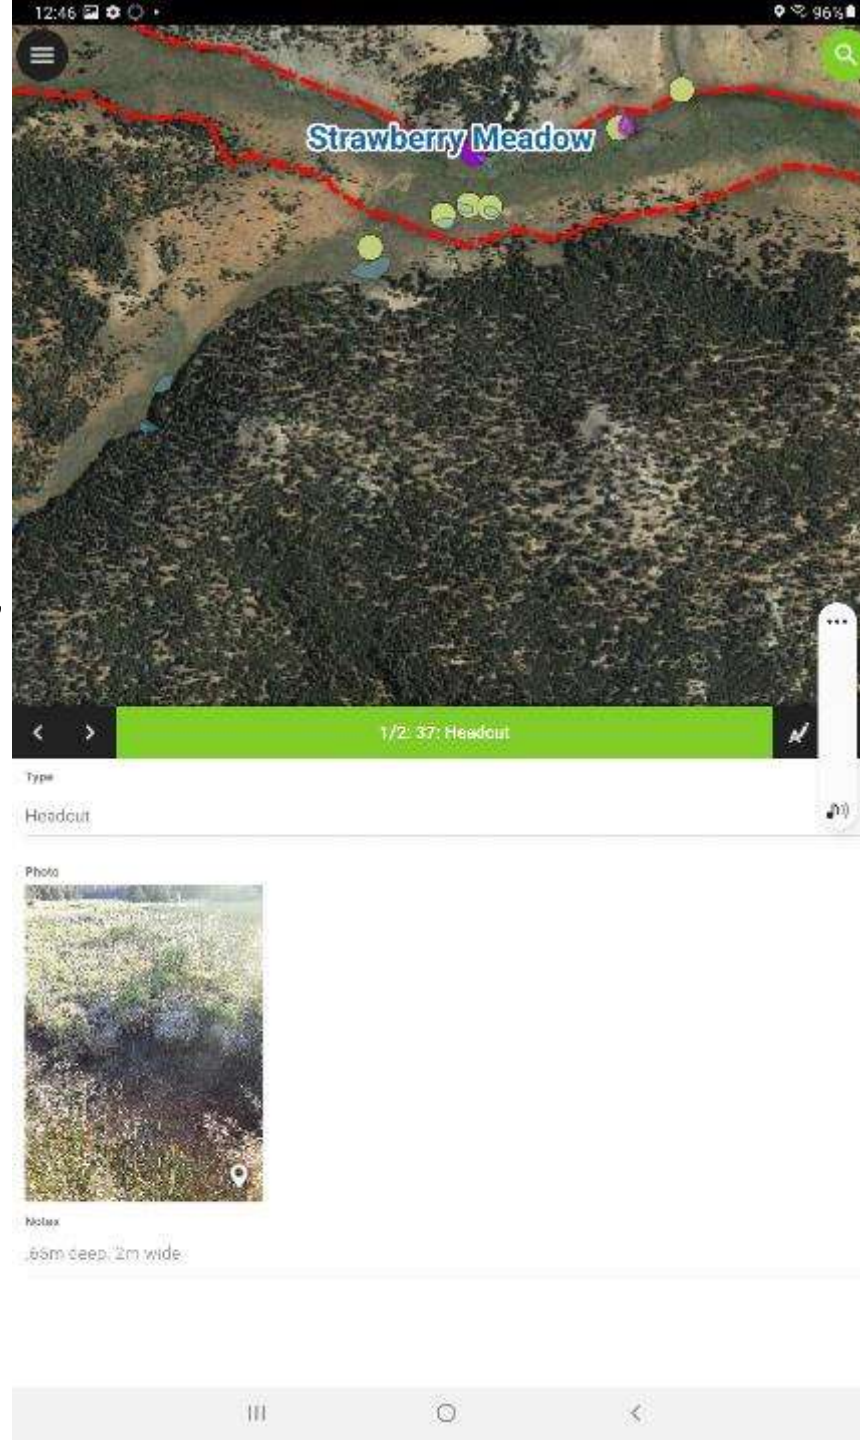 12:46
96%
Strawberry Meadow
1/2: 37: Headcut
Type
Headcut
Photo
Notes
.65m deep. 2m wide